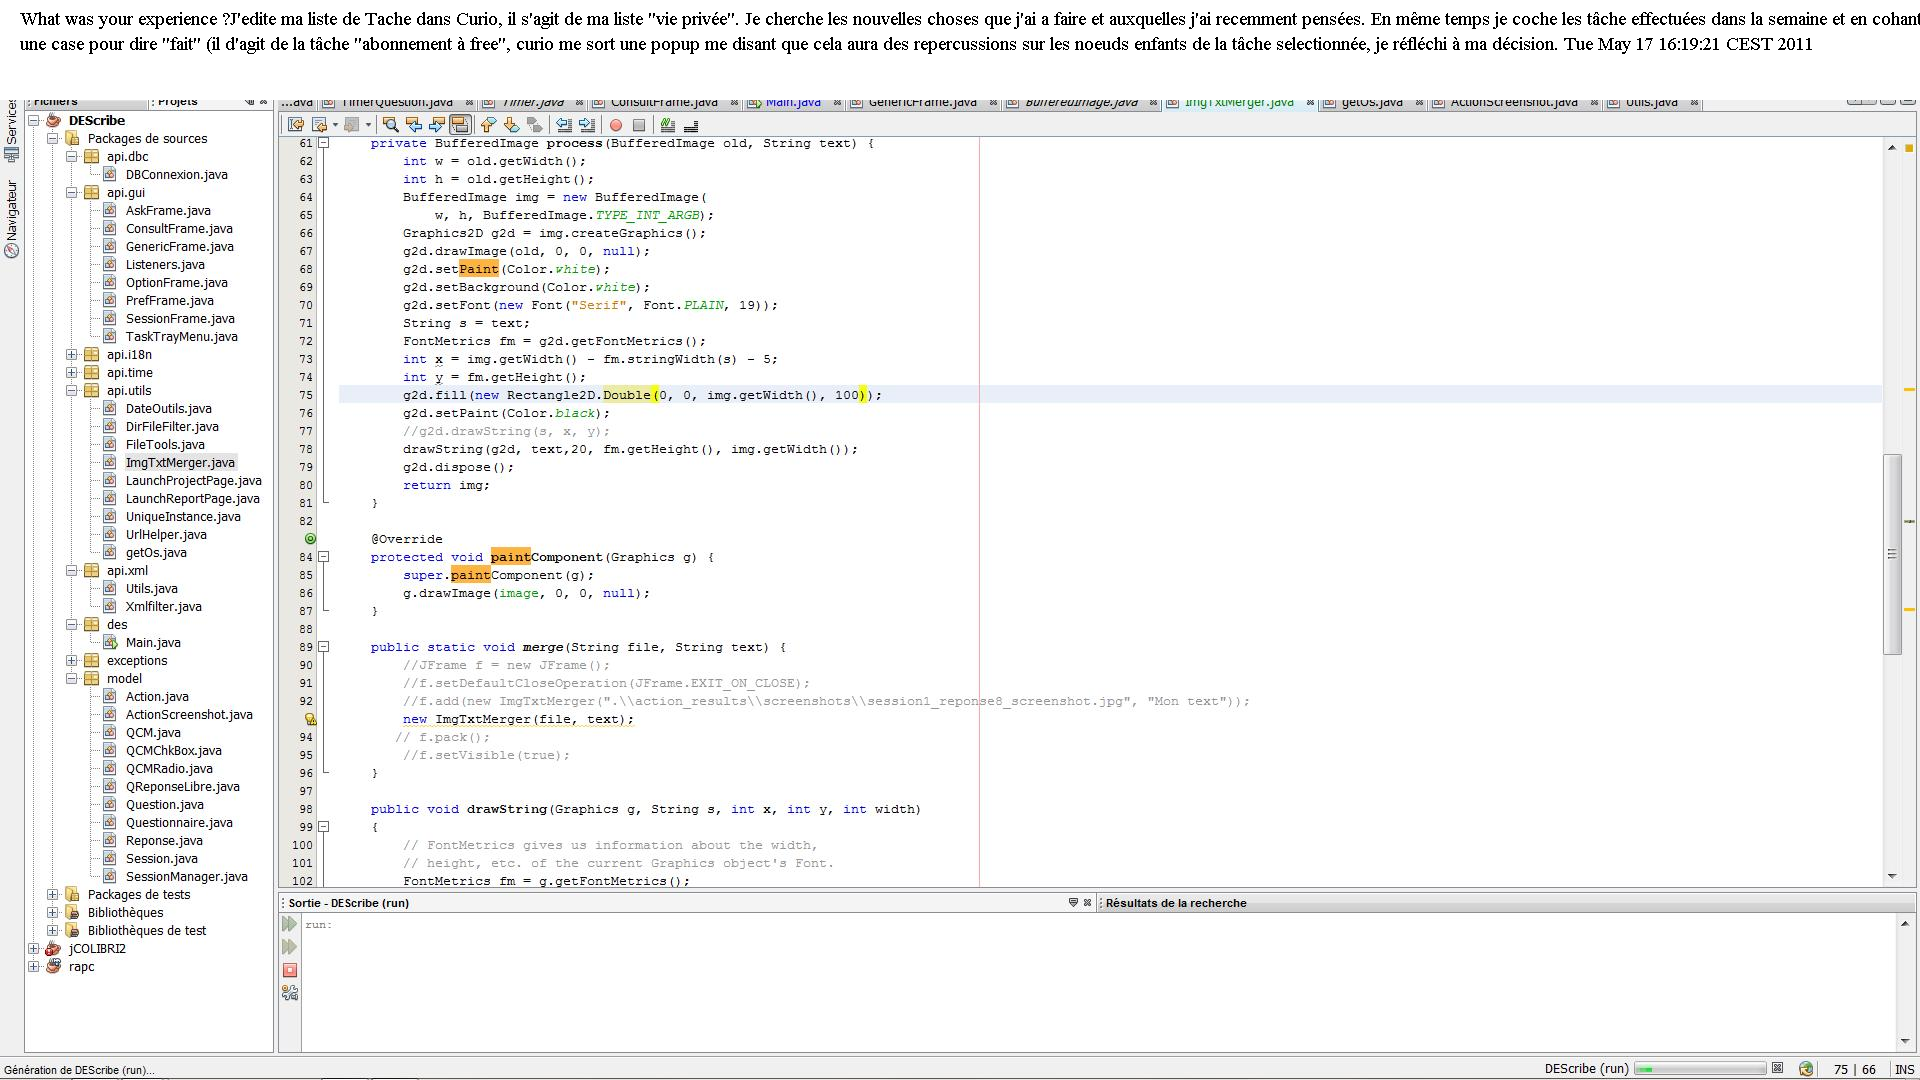 What was your experience ?J'edite ma liste de Tache dans Curio, il s'agit de ma liste "vie privée". Je cherche les nouvelles choses que j'ai a faire et auxquelles j'ai recemment pensées. En même temps je coche les tâche effectuées dans la semaine et en cohant
une case pour dire "fait" (il d'agit de la tâche "abonnement à free", curio me sort une popup me disant que cela aura des repercussions sur les noeuds enfants de la tâche selectionnée, je réfléchi à ma décision. Tue May 17 16:19:21 CEST 2011
Fichiers
Projets
...ava
TimerQuestion.java
Timer.java
ConsultFrame.java
Main.java
GenericFrame.java
BufferedImage.java
ImgTxtMerger.java
getOs.java
ActionScreenshot.java
Utils.java
Services
Navigateur
DEScribe
Packages de sources
api.dbc
DBConnexion.java
api.gui
AskFrame.java
ConsultFrame.java
GenericFrame.java
Listeners.java
OptionFrame.java
PrefFrame.java
SessionFrame.java
TaskTrayMenu.java
api.i18n
api.time
api.utils
DateOutils.java
DirFileFilter.java
FileTools.java
ImgTxtMerger.java
LaunchProjectPage.java
LaunchReportPage.java
UniqueInstance.java
UrlHelper.java
getOs.java
api.xml
Utils.java
Xmlfilter.java
des
Main.java
exceptions
model
Action.java
ActionScreenshot.java
QCM.java
QCMChkBox.java
QCMRadio.java
QReponseLibre.java
Question.java
Questionnaire.java
Reponse.java
Session.java
SessionManager.java
Packages de tests
Bibliothèques
Bibliothèques de test
jCOLIBRI2
rapc
61 private BufferedImage process(BufferedImage old, String text) {
62 int w = old.getWidth();
63 int h = old.getHeight();
64 BufferedImage img = new BufferedImage(
65 w, h, BufferedImage.TYPE_INT_ARGB);
66 Graphics2D g2d = img.createGraphics();
67 g2d.drawImage(old, 0, 0, null);
68 g2d.setPaint(Color.white);
69 g2d.setBackground(Color.white);
70 g2d.setFont(new Font("Serif", Font.PLAIN, 19));
71 String s = text;
72 FontMetrics fm = g2d.getFontMetrics();
73 int x = img.getWidth() - fm.stringWidth(s) - 5;
74 int y = fm.getHeight();
75 g2d.fill(new Rectangle2D.Double(0, 0, img.getWidth(), 100));
76 g2d.setPaint(Color.black);
77 //g2d.drawString(s, x, y);
78 drawString(g2d, text,20, fm.getHeight(), img.getWidth());
79 g2d.dispose();
80 return img;
81 }
82
@Override
84 protected void paintComponent(Graphics g) {
85 super.paintComponent(g);
86 g.drawImage(image, 0, 0, null);
87 }
88
89 public static void merge(String file, String text) {
90 //JFrame f = new JFrame();
91 //f.setDefaultCloseOperation(JFrame.EXIT_ON_CLOSE);
92 //f.add(new ImgTxtMerger(".\\action_results\\screenshots\\session1_reponse8_screenshot.jpg", "Mon text"));
new ImgTxtMerger(file, text);
94 // f.pack();
95 //f.setVisible(true);
96 }
97
98 public void drawString(Graphics g, String s, int x, int y, int width)
99 {
100 // FontMetrics gives us information about the width,
101 // height, etc. of the current Graphics object's Font.
102 FontMetrics fm = g.getFontMetrics();
Sortie - DEScribe (run)
Résultats de la recherche
run:
Génération de DEScribe (run)...
DEScribe (run)
75 | 66
INS